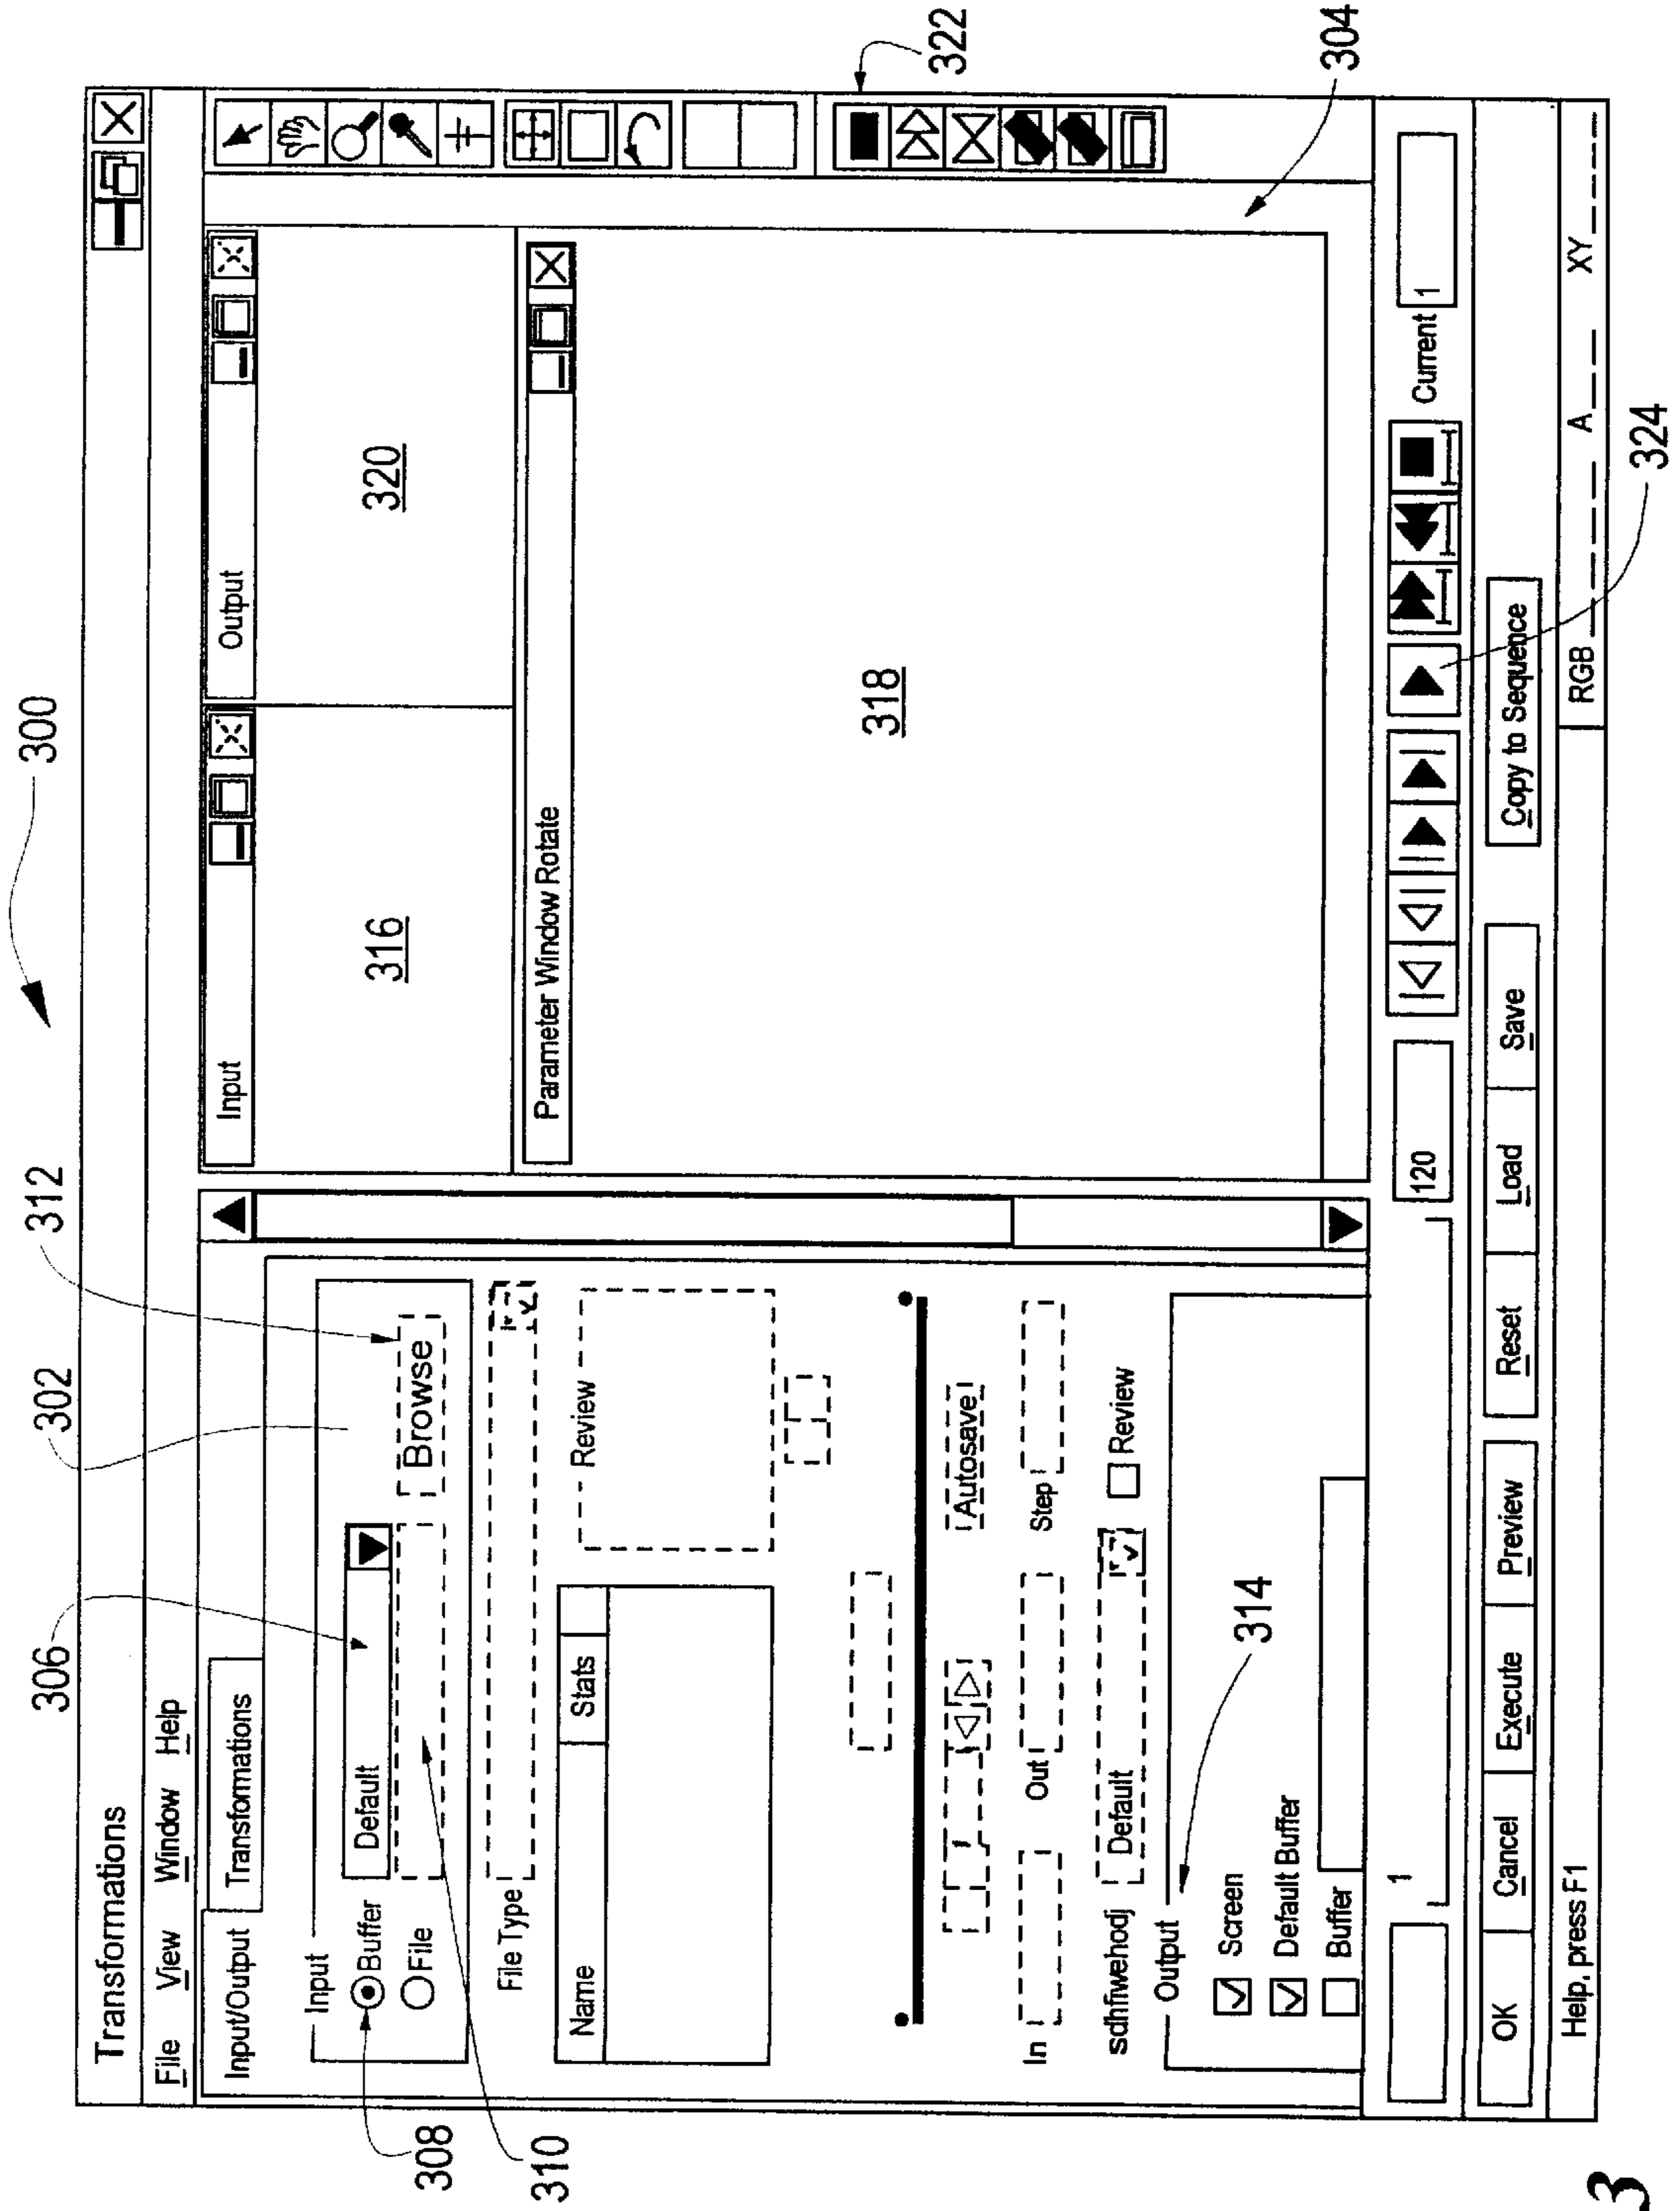 300
302
312
306
Transformations
File View Window Help
322
Input/Output Transformations
Input
Buffer Default
File Browse
308
310
File Type
Name Stats
Review
Autosave
In Out Step
sdhfiwehodj Default Review
Output
314
Screen
Default Buffer
Buffer
Input
316
Output
320
Parameter Window Rotate
318
304
1 120 Current 1
OK Cancel Execute Preview Reset Load Save Copy to Sequence
Help, press F1 RGB A XY
324
3